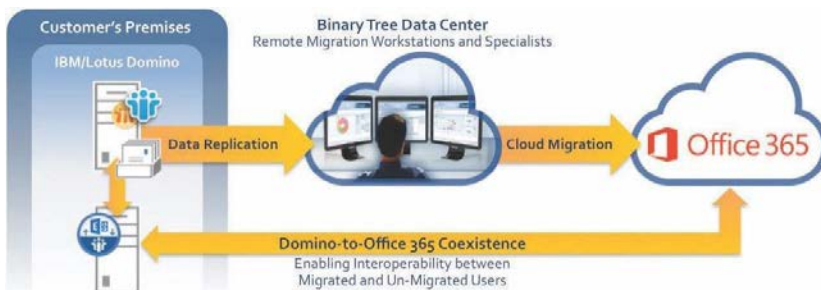 Customer's Premises
IBM/Lotus Domino
Binary Tree Data Center
Remote Migration Workstations and Specialists
Data Replication
Cloud Migration
Office 365
Domino-to-Office 365 Coexistence
Enabling Interoperability between
Migrated and Un-Migrated Users